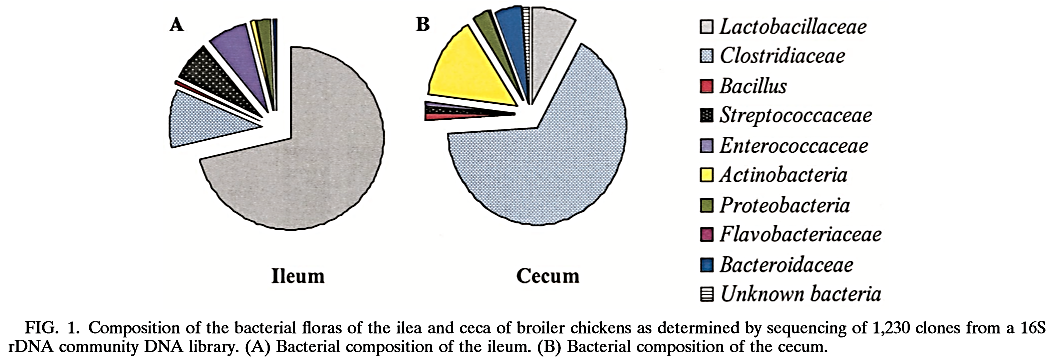 A
B
Lactobacillaceae
Clostridiaceae
Bacillus
Streptococcaceae
Enterococcaceae
Actinobacteria
Proteobacteria
Flavobacteriaceae
Bacteroidaceae
Unknown bacteria
Ileum
Cecum
FIG. 1. Composition of the bacterial floras of the ilea and ceca of broiler chickens as determined by sequencing of 1,230 clones from a 16S
rDNA community DNA library. (A) Bacterial composition of the ileum. (B) Bacterial composition of the cecum.